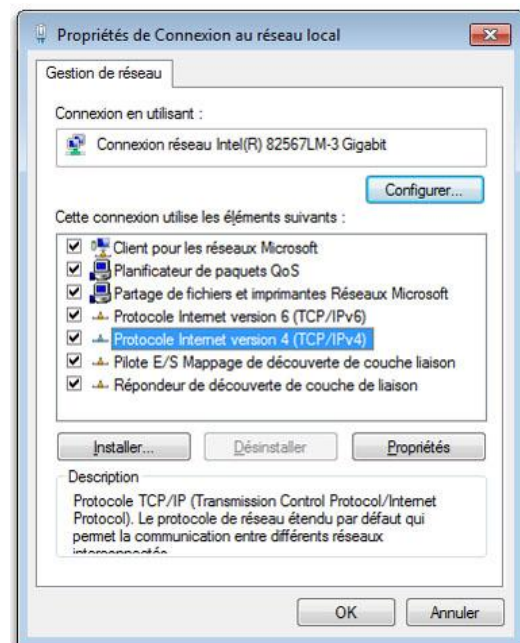 Propriétés de Connexion au réseau local
Gestion de réseau
Connexion en utilisant :
Connexion réseau Intel(R) 82567LM-3 Gigabit
Configurer...
Cette connexion utilise les éléments suivants :
Client pour les réseaux Microsoft
Planificateur de paquets QoS
Partage de fichiers et imprimantes Réseaux Microsoft
Protocole Internet version 6 (TCP/IPv6)
Protocole Internet version 4 (TCP/IPv4)
Pilote E/S Mappage de découverte de couche liaison
Répondeur de découverte de couche de liaison
Installer... Désinstaller Propriétés
Description
Protocole TCP/IP (Transmission Control Protocol/Internet
Protocol). Le protocole de réseau étendu par défaut qui
permet la communication entre différents réseaux
interconnectés.
OK Annuler